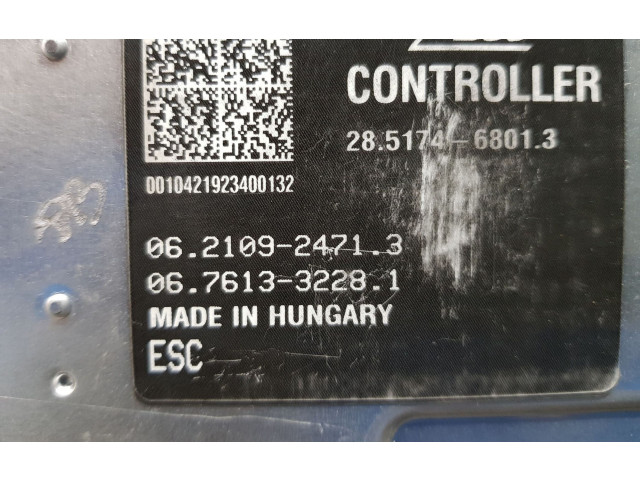 CONTROLLER
28.5174-6801.3
0010421923400132
06.2109-2471.3
06.7613-3228.1
MADE IN HUNGARY
ESC